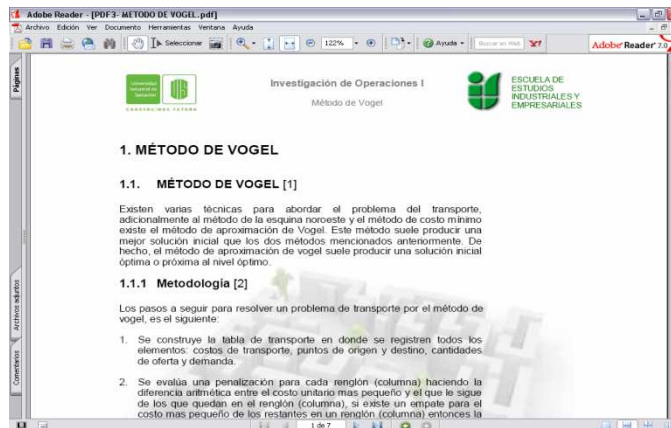 Adobe Reader - [PDF3- METODO DE VOGEL.pdf]
Archivo Edición Ver Documento Herramientas Ventana Ayuda
Seleccionar 122% Ayuda Buscar en Web Y! Adobe Reader 7.0
Páginas
Archivos adjuntos
Comentarios
Universidad Industrial de Santander
CONSTRUIMOS FUTURO
Investigación de Operaciones I
Método de Vogel
ESCUELA DE
ESTUDIOS
INDUSTRIALES Y
EMPRESARIALES
1. MÉTODO DE VOGEL
1.1. MÉTODO DE VOGEL [1]
Existen varias técnicas para abordar el problema del transporte,
adicionalmente al método de la esquina noroeste y el método de costo mínimo
existe el método de aproximación de Vogel. Este método suele producir una
mejor solución inicial que los dos métodos mencionados anteriormente. De
hecho, el método de aproximación de vogel suele producir una solución inicial
óptima o próxima al nivel óptimo.
1.1.1 Metodología [2]
Los pasos a seguir para resolver un problema de transporte por el método de
vogel, es el siguiente:
1. Se construye la tabla de transporte en donde se registren todos los
elementos: costos de transporte, puntos de origen y destino, cantidades
de oferta y demanda.
2. Se evalúa una penalización para cada renglón (columna) haciendo la
diferencia aritmética entre el costo unitario mas pequeño y el que le sigue
de los que quedan en el renglón (columna), si existe un empate para el
costo mas pequeño de los restantes en un renglón (columna) entonces la
1 de 7